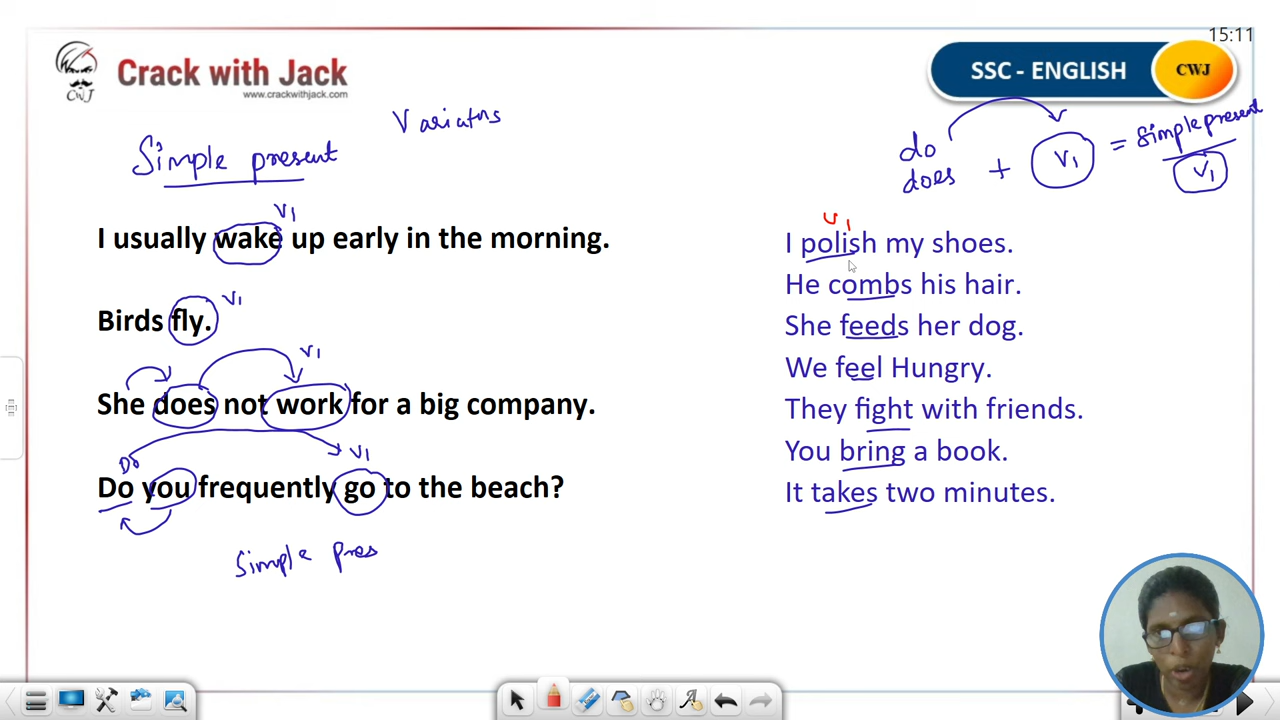 15:11
Crack with Jack
www.crackwithjack.com
CWJ
SSC - ENGLISH
CWJ
Variators
Simple present
do
does + V1 = Simple present
V1
V1
I usually wake up early in the morning.
V1
Birds fly.
V1
She does not work for a big company.
Do V1
Do you frequently go to the beach?
Simple pres
V1
I polish my shoes.
He combs his hair.
She feeds her dog.
We feel Hungry.
They fight with friends.
You bring a book.
It takes two minutes.